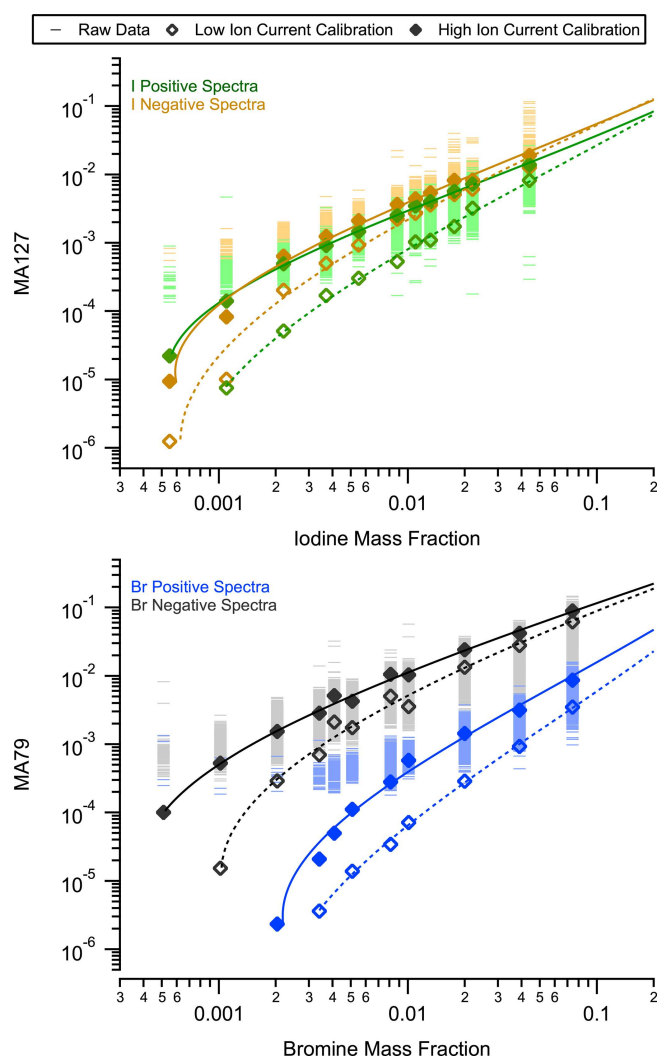 Raw Data Low Ion Current Calibration High Ion Current Calibration
I Positive Spectra
I Negative Spectra
10-1
10-2
10-3
10-4
10-5
10-6
MA127
3 4 5 6 0.001 2 3 4 5 6 0.01 2 3 4 5 6 0.1 2
Iodine Mass Fraction
Br Positive Spectra
Br Negative Spectra
10-1
10-2
10-3
10-4
10-5
10-6
MA79
3 4 5 6 0.001 2 3 4 5 6 0.01 2 3 4 5 6 0.1 2
Bromine Mass Fraction